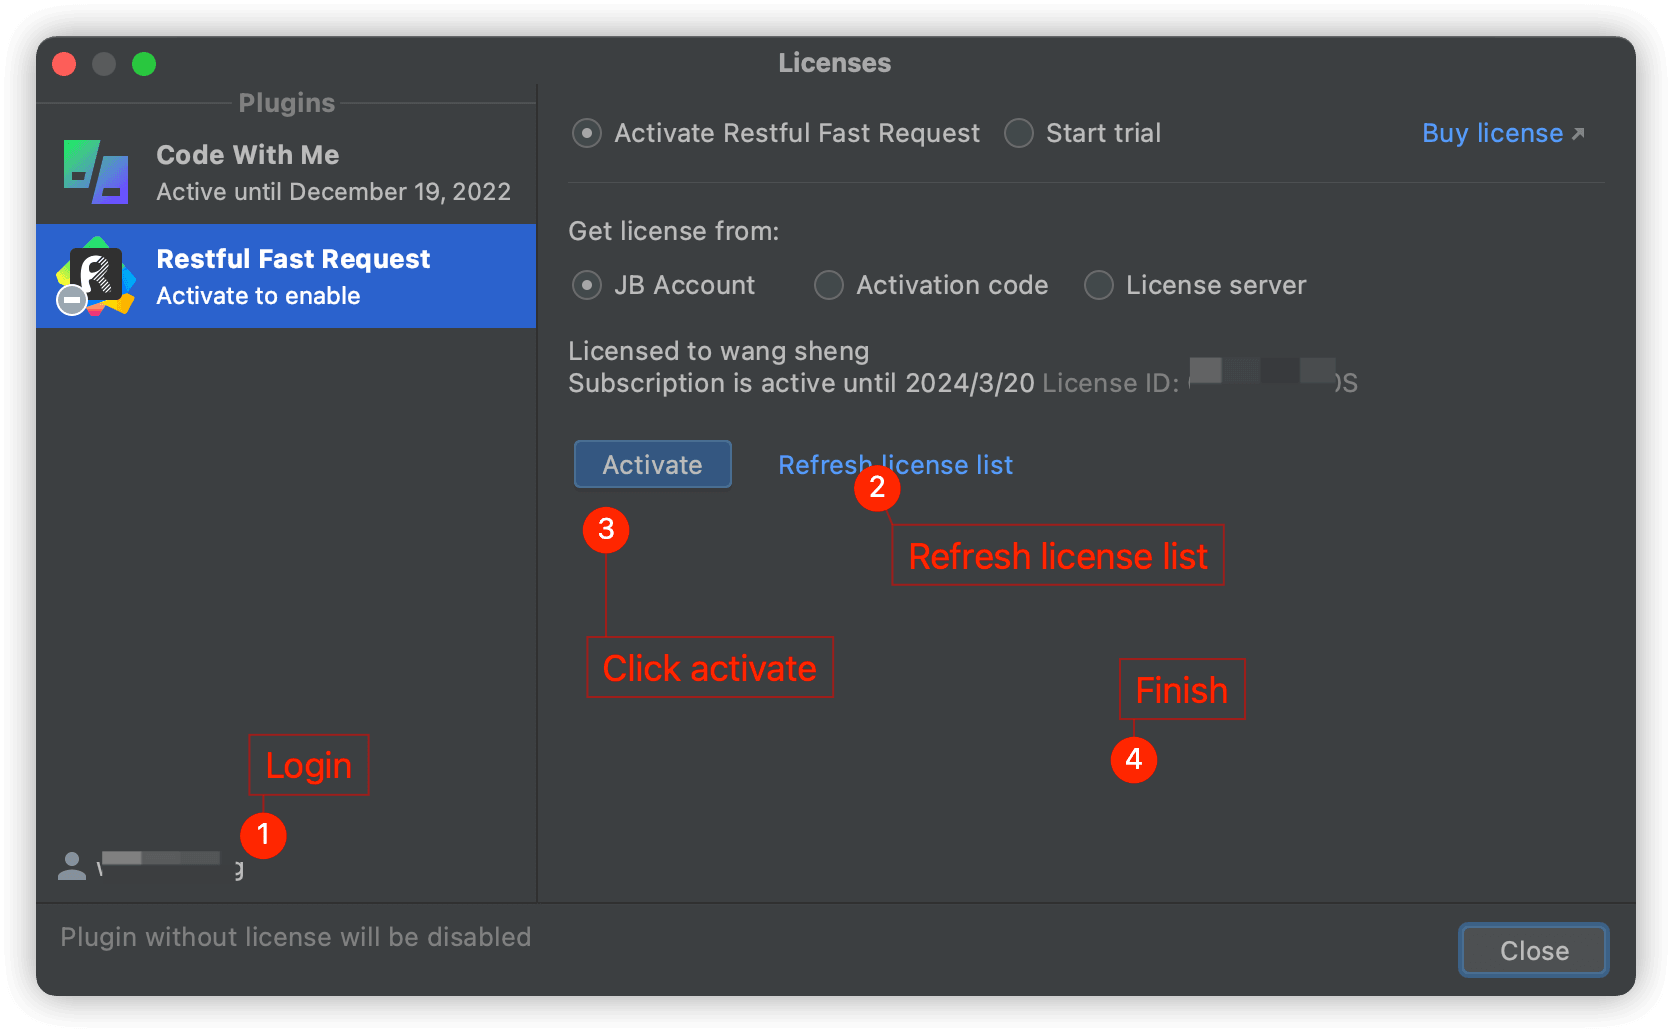 Licenses
Plugins
Code With Me
Active until December 19, 2022
Restful Fast Request
Activate to enable
Activate Restful Fast Request
Start trial
Buy license
Get license from:
JB Account
Activation code
License server
Licensed to wang sheng
Subscription is active until 2024/3/20 License ID:
Activate
Refresh license list
2
Refresh license list
3
Click activate
Finish
4
Login
1
Plugin without license will be disabled
Close